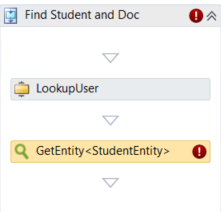 Find Student and Doc
LookupUser
GetEntity<StudentEntity>